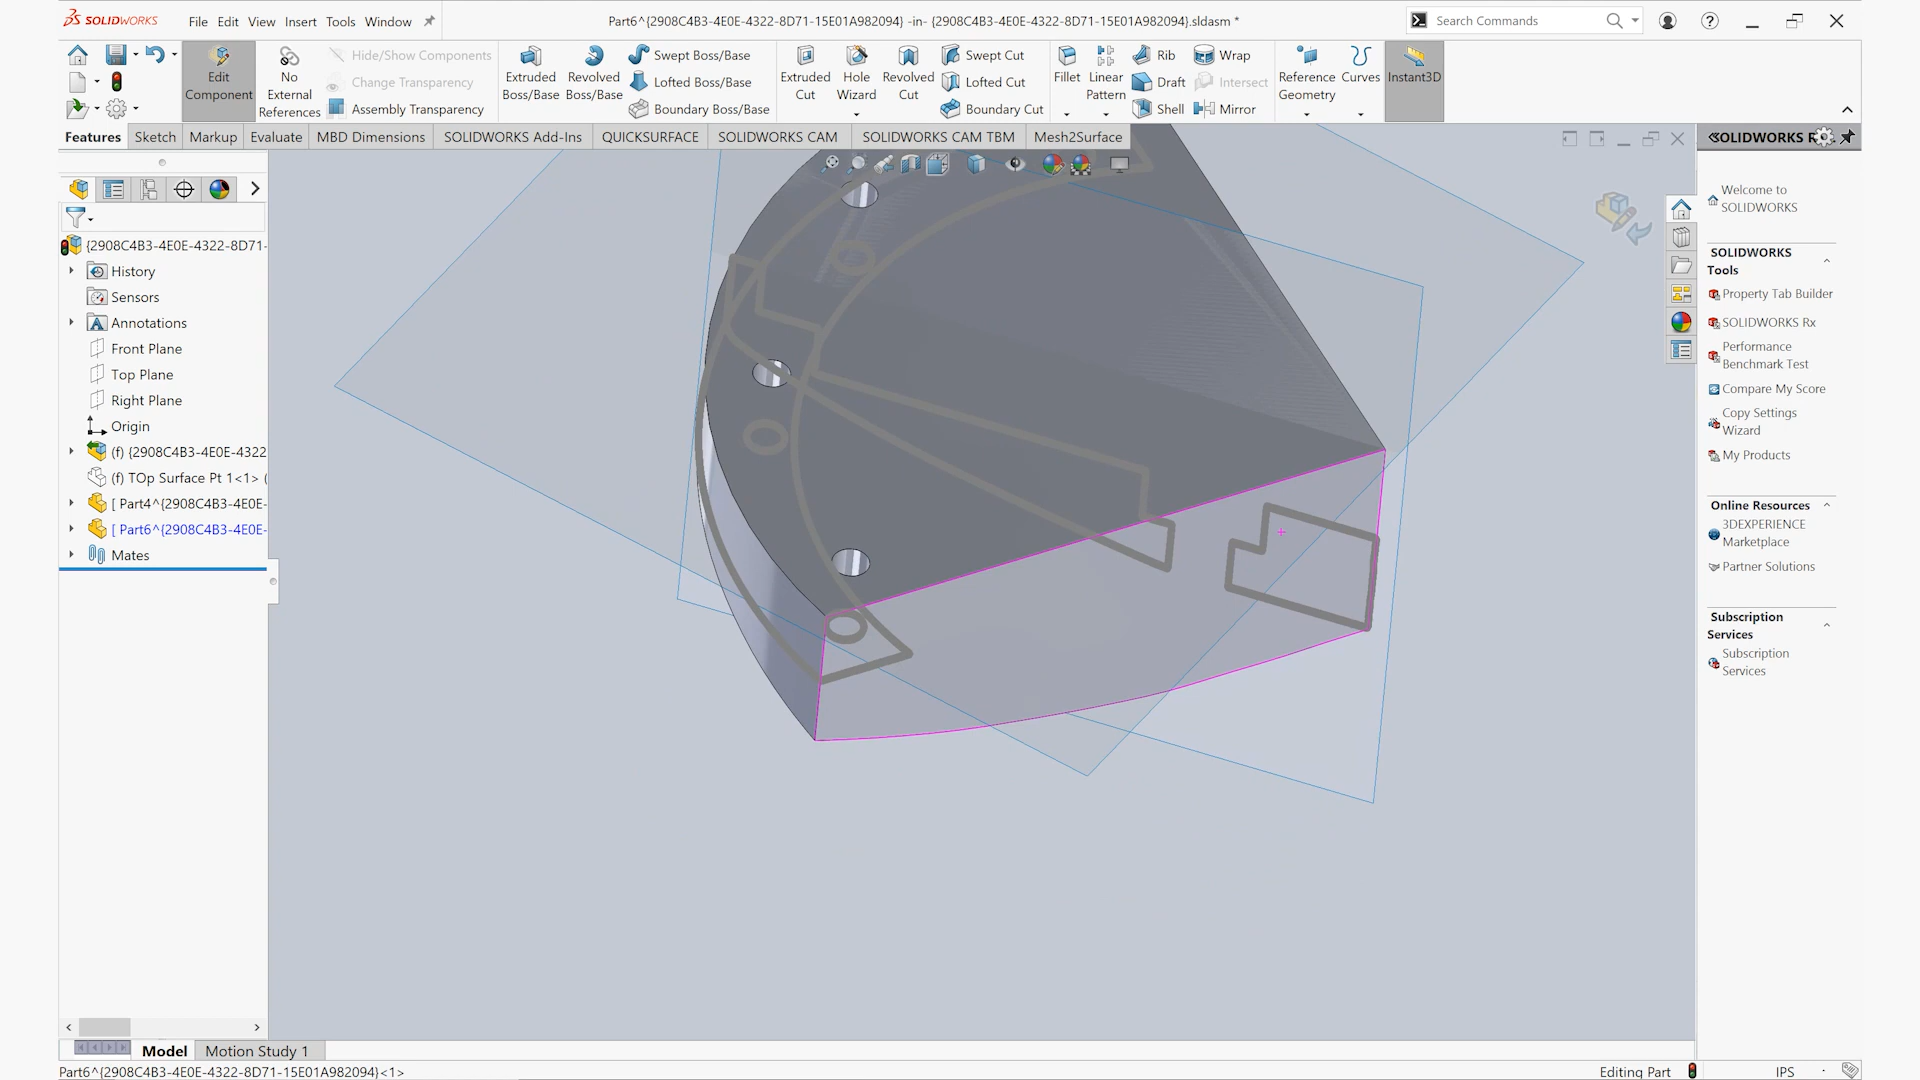 SOLIDWORKS
File Edit View Insert Tools Window
Part6^{2908C4B3-4E0E-4322-8D71-15E01A982094} -in- {2908C4B3-4E0E-4322-8D71-15E01A982094}.sldasm *
Search Commands
Edit Component
No External References
Hide/Show Components
Change Transparency
Assembly Transparency
Extruded Boss/Base
Revolved Boss/Base
Swept Boss/Base
Lofted Boss/Base
Boundary Boss/Base
Extruded Cut
Hole Wizard
Revolved Cut
Swept Cut
Lofted Cut
Boundary Cut
Fillet
Linear Pattern
Rib
Draft
Shell
Wrap
Intersect
Mirror
Reference Geometry
Curves
Instant3D
Features Sketch Markup Evaluate MBD Dimensions SOLIDWORKS Add-Ins QUICKSURFACE SOLIDWORKS CAM SOLIDWORKS CAM TBM Mesh2Surface
{2908C4B3-4E0E-4322-8D71-
History
Sensors
Annotations
Front Plane
Top Plane
Right Plane
Origin
(f) {2908C4B3-4E0E-4322
(f) TOp Surface Pt 1<1> (
[ Part4^{2908C4B3-4E0E-
[ Part6^{2908C4B3-4E0E-
Mates
SOLIDWORKS
Welcome to
SOLIDWORKS
SOLIDWORKS
Tools
Property Tab Builder
SOLIDWORKS Rx
Performance
Benchmark Test
Compare My Score
Copy Settings
Wizard
My Products
Online Resources
3DEXPERIENCE
Marketplace
Partner Solutions
Subscription
Services
Subscription
Services
Model Motion Study 1
Part6^{2908C4B3-4E0E-4322-8D71-15E01A982094}<1>
Editing Part
IPS